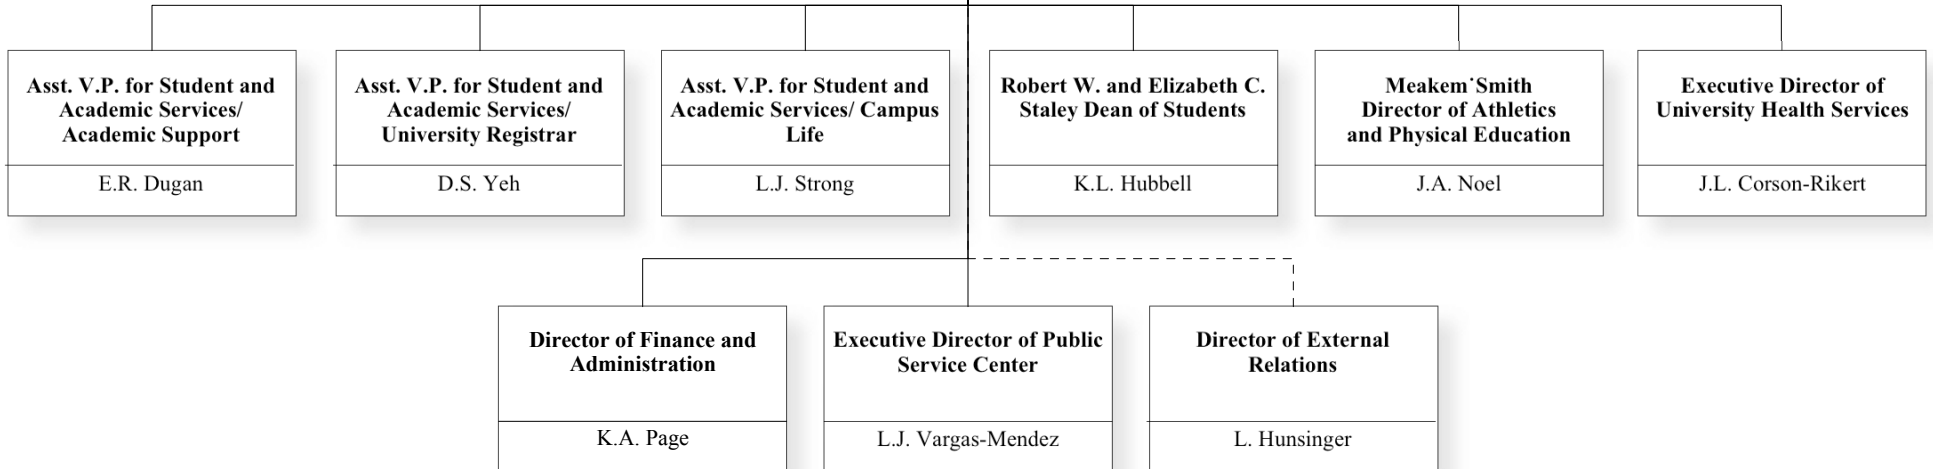 Asst. V.P. for Student and
Academic Services/
Academic Support
E.R. Dugan
Asst. V.P. for Student and
Academic Services/
University Registrar
D.S. Yeh
Asst. V.P. for Student and
Academic Services/ Campus
Life
L.J. Strong
Robert W. and Elizabeth C.
Staley Dean of Students
K.L. Hubbell
Meakem˙Smith
Director of Athletics
and Physical Education
J.A. Noel
Executive Director of
University Health Services
J.L. Corson-Rikert
Director of Finance and
Administration
K.A. Page
Executive Director of Public
Service Center
L.J. Vargas-Mendez
Director of External
Relations
L. Hunsinger